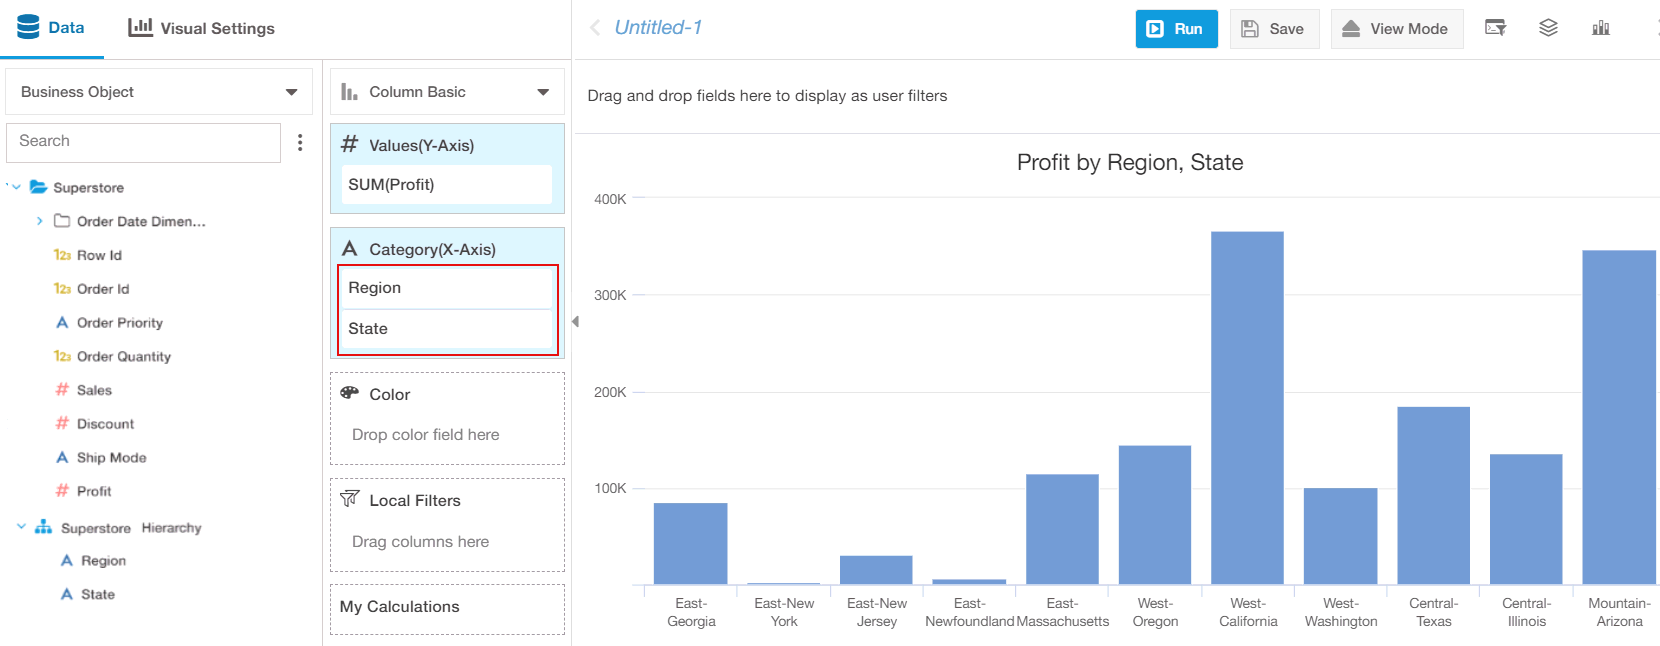 Data
Visual Settings
Untitled-1
Run
Save
View Mode
Business Object
Search
Superstore
Order Date Dimen...
123 Row Id
123 Order Id
A Order Priority
123 Order Quantity
# Sales
# Discount
A Ship Mode
# Profit
Superstore Hierarchy
A Region
A State
Column Basic
# Values(Y-Axis)
SUM(Profit)
A Category(X-Axis)
Region
State
Color
Drop color field here
Local Filters
Drag columns here
My Calculations
Drag and drop fields here to display as user filters
Profit by Region, State
400K
300K
200K
100K
East-
Georgia
East-New
York
East-New
Jersey
East-
Newfoundland
East-
Massachusetts
West-
Oregon
West-
California
West-
Washington
Central-
Texas
Central-
Illinois
Mountain-
Arizona